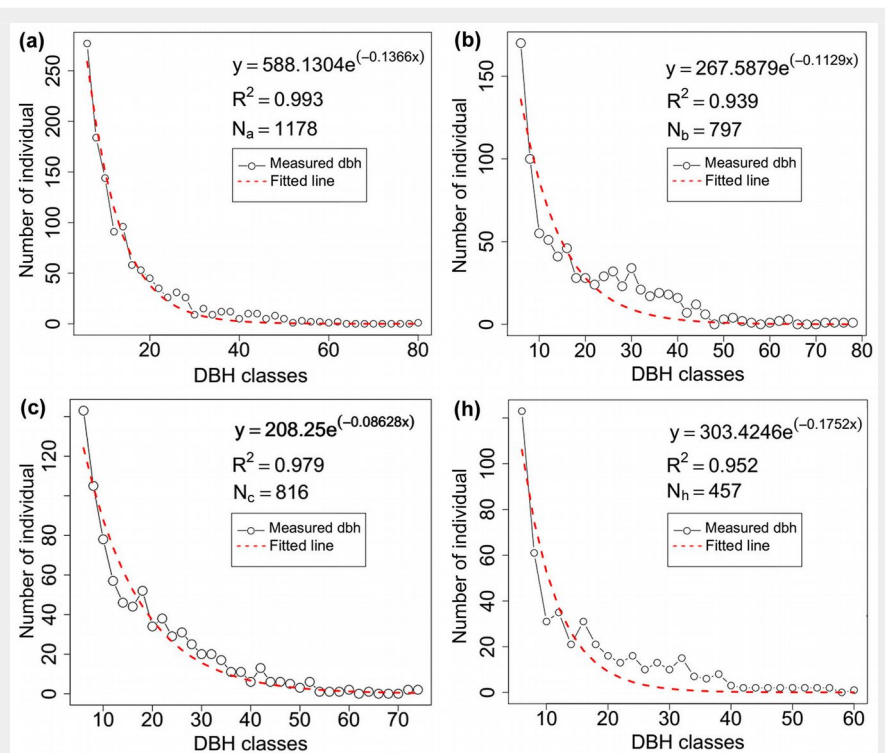 (a)
y = 588.1304e^(−0.1366x)
R² = 0.993
Nₐ = 1178
Measured dbh
Fitted line
Number of individual
0 50 100 150 200 250
20 40 60 80
DBH classes
(b)
y = 267.5879e^(−0.1129x)
R² = 0.939
N_b = 797
Measured dbh
Fitted line
Number of individual
0 50 100 150
10 20 30 40 50 60 70 80
DBH classes
(c)
y = 208.25e^(−0.08628x)
R² = 0.979
N_c = 816
Measured dbh
Fitted line
Number of individual
0 20 40 60 80 120
10 20 30 40 50 60 70
DBH classes
(h)
y = 303.4246e^(−0.1752x)
R² = 0.952
N_h = 457
Measured dbh
Fitted line
Number of individual
0 20 40 60 80 100
10 20 30 40 50 60
DBH classes